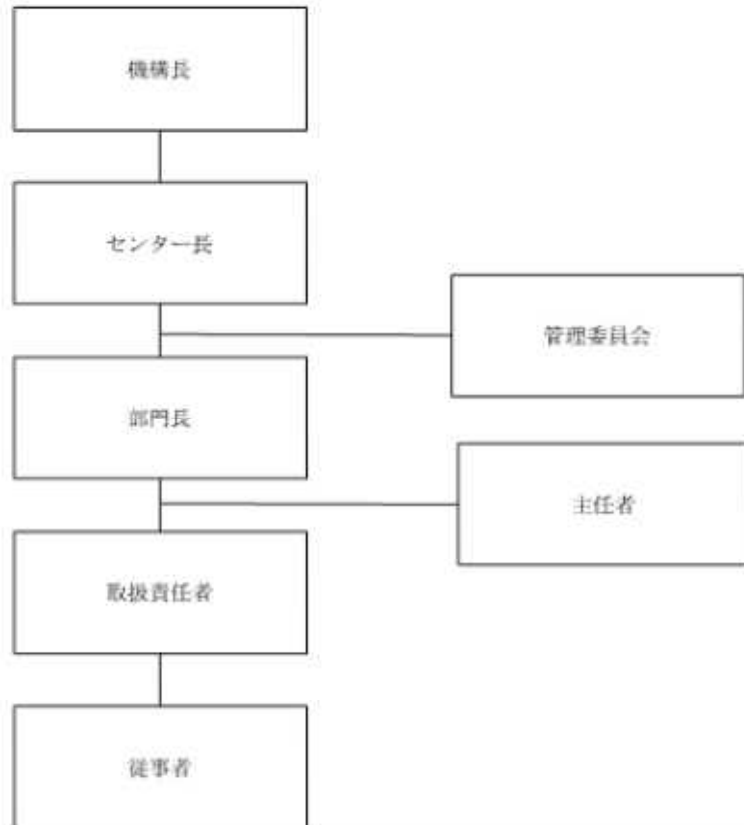 機構長
センター長
管理委員会
部門長
主任者
取扱責任者
従事者